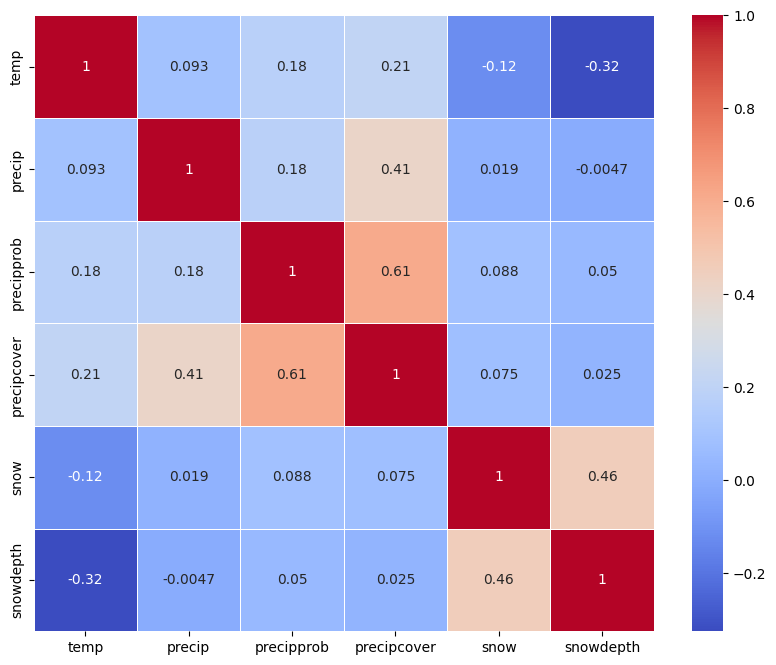 temp 1 0.093 0.18 0.21 -0.12 -0.32
precip 0.093 1 0.18 0.41 0.019 -0.0047
precipprob 0.18 0.18 1 0.61 0.088 0.05
precipcover 0.21 0.41 0.61 1 0.075 0.025
snow -0.12 0.019 0.088 0.075 1 0.46
snowdepth -0.32 -0.0047 0.05 0.025 0.46 1
temp precip precipprob precipcover snow snowdepth
1.0
0.8
0.6
0.4
0.2
0.0
−0.2